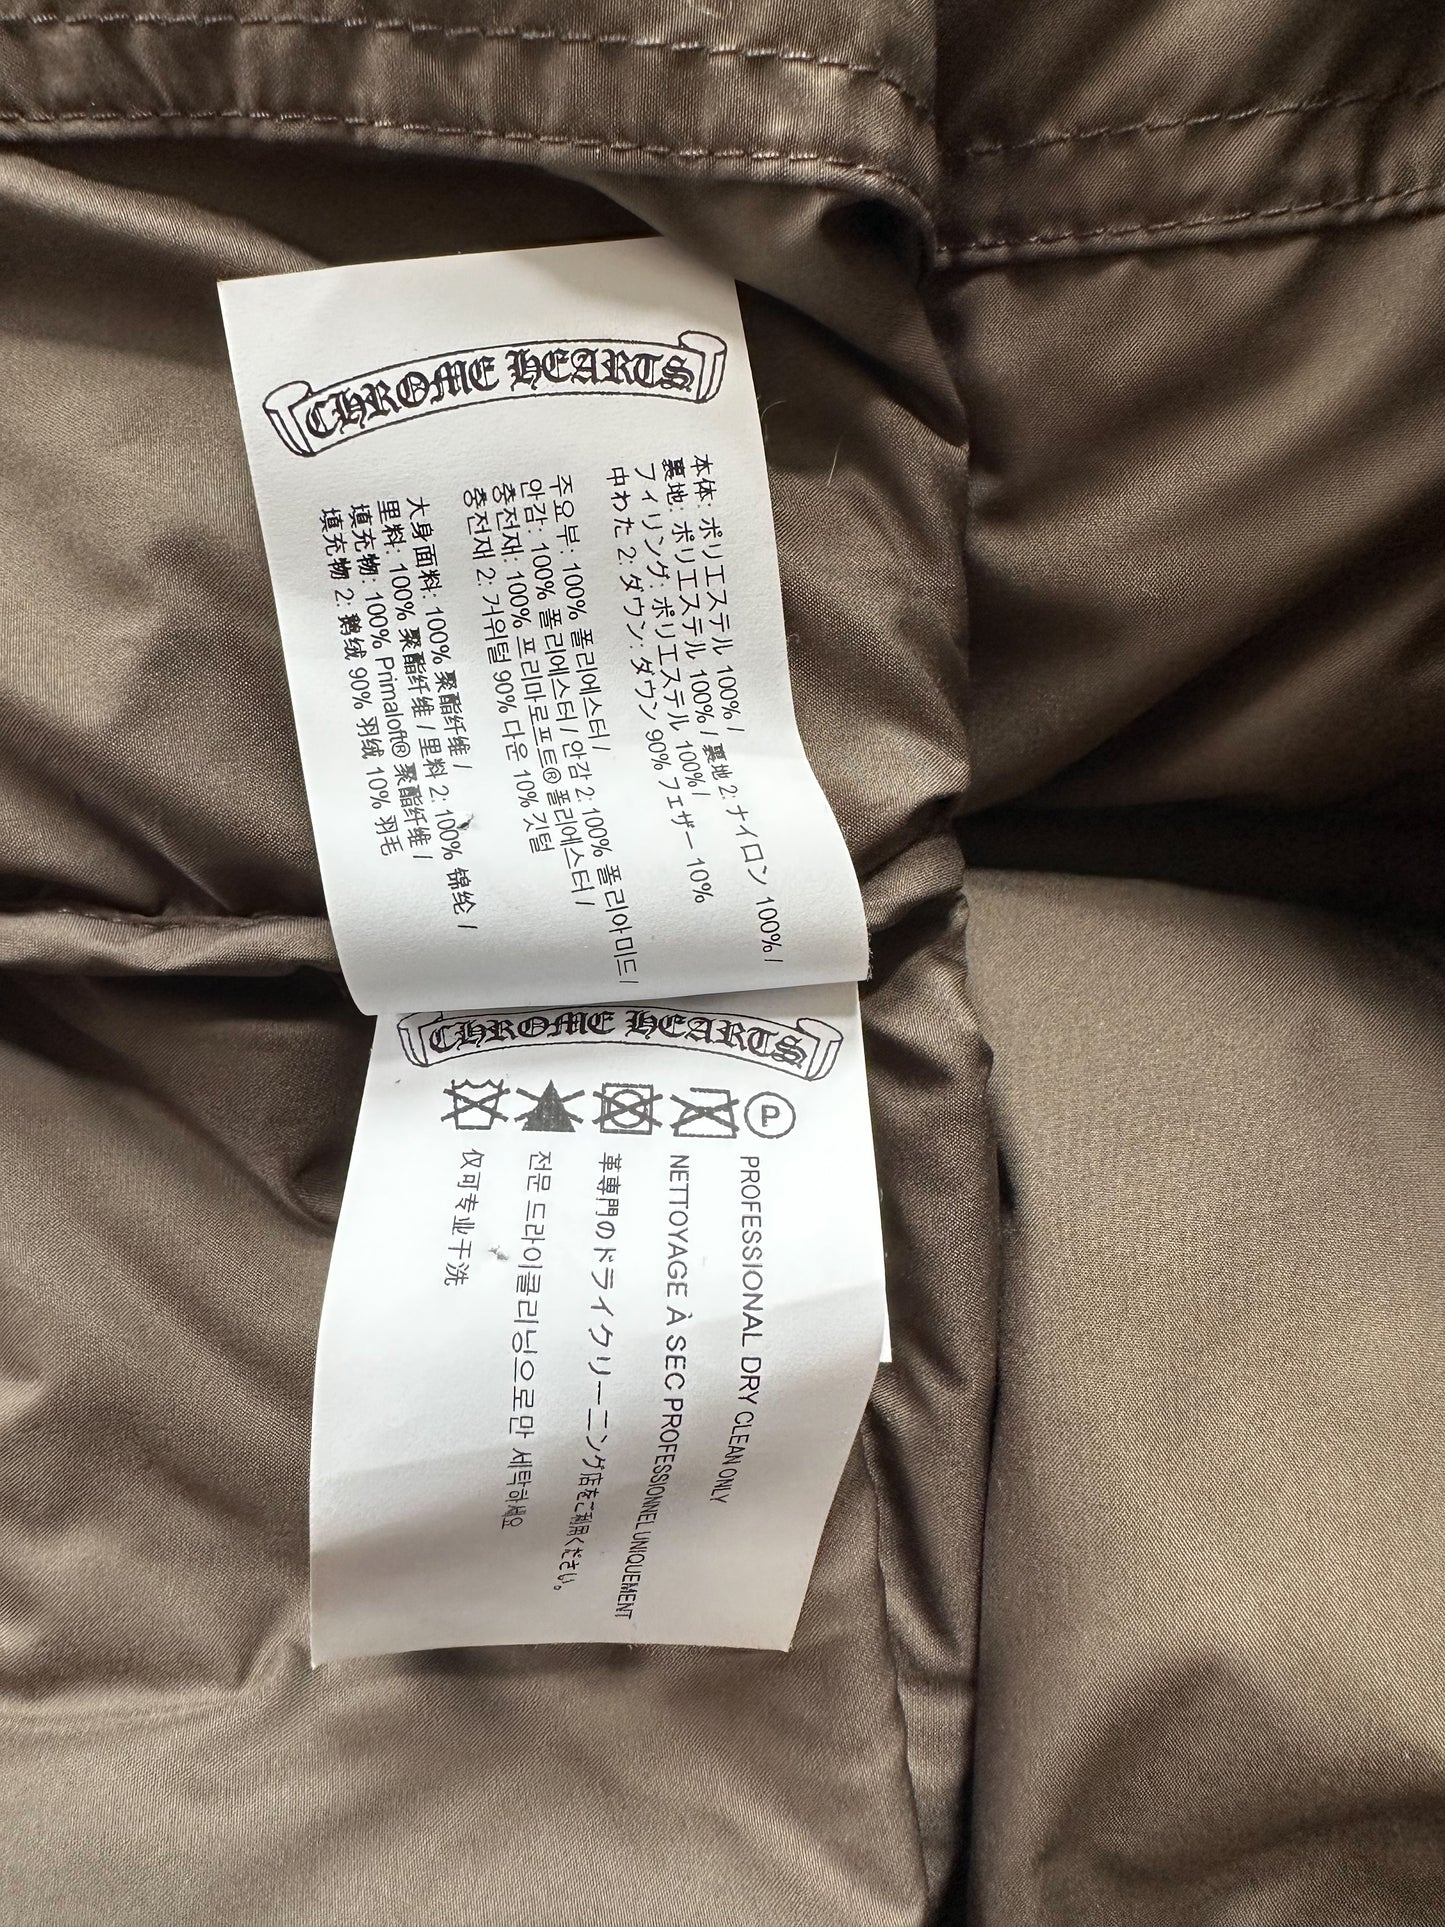 CHROME HEARTS
本体: ポリエステル 100% /
裏地: ポリエステル 100% / 裏地 2: ナイロン 100% /
フィリング: ポリエステル 100% /
中わた 2: ダウン: ダウン 90% フェザー 10%
주요부: 100% 폴리에스터 /
안감: 100% 폴리에스터 / 안감 2: 100% 폴리아미드 /
충전재: 100% 프리마로프트® 폴리에스터 /
충전재 2: 거위털 90% 다운 10% 깃털
大身面料: 100% 聚酯纤维 /
里料: 100% 聚酯纤维 / 里料 2: 100% 锦纶 /
填充物: 100% Primaloft® 聚酯纤维 /
填充物 2: 鹅绒 90% 羽绒 10% 羽毛
CHROME HEARTS
P
PROFESSIONAL DRY CLEAN ONLY
NETTOYAGE À SEC PROFESSIONNEL UNIQUEMENT
革専門のドライクリーニング店をご利用ください。
전문 드라이클리닝으로만 세탁하세요
仅可专业干洗